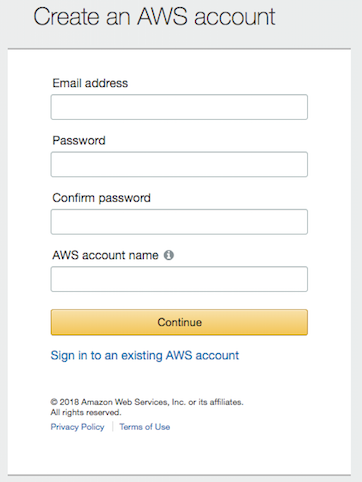 Create an AWS account
Email address
Password
Confirm password
AWS account name
Continue
Sign in to an existing AWS account
© 2018 Amazon Web Services, Inc. or its affiliates.
All rights reserved.
Privacy Policy | Terms of Use